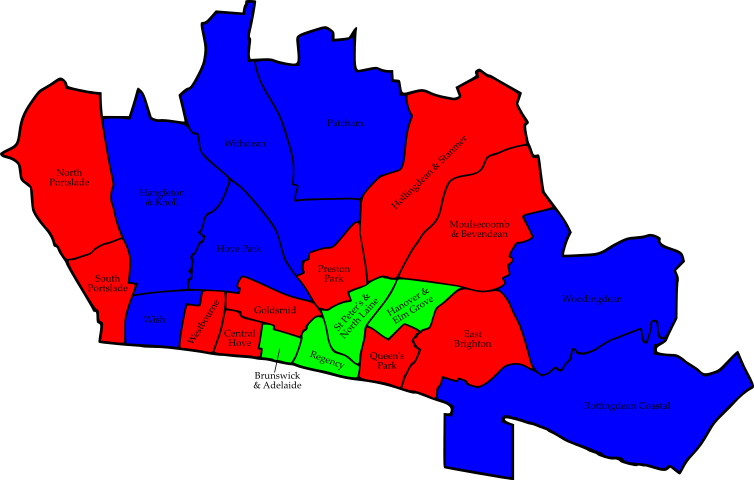 Patcham
Withdean
Hollingdean & Stanmer
North
Portslade
Hangleton
& Knoll
Moulsecoomb
& Bevendean
Hove Park
Preston
Park
South
Portslade
Woodingdean
Hanover &
Elm Grove
St Peter's &
North Laine
Goldsmid
Wish
Westbourne
Central
Hove
East
Brighton
Regency
Queen's
Park
Brunswick
& Adelaide
Rottingdean Coastal